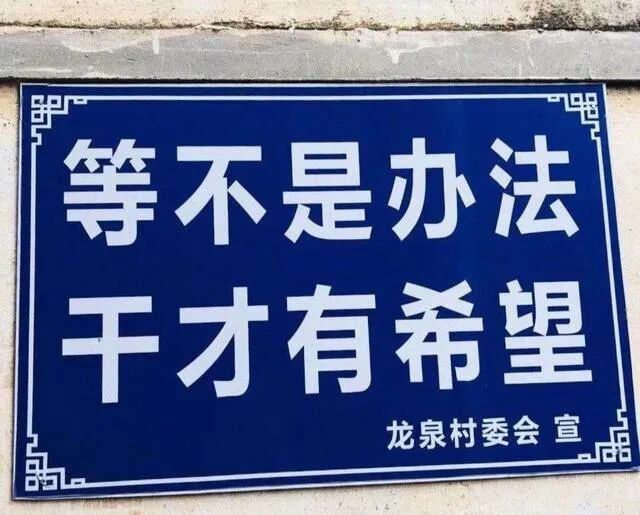 等不是办法
干才有希望
龙泉村委会 宣